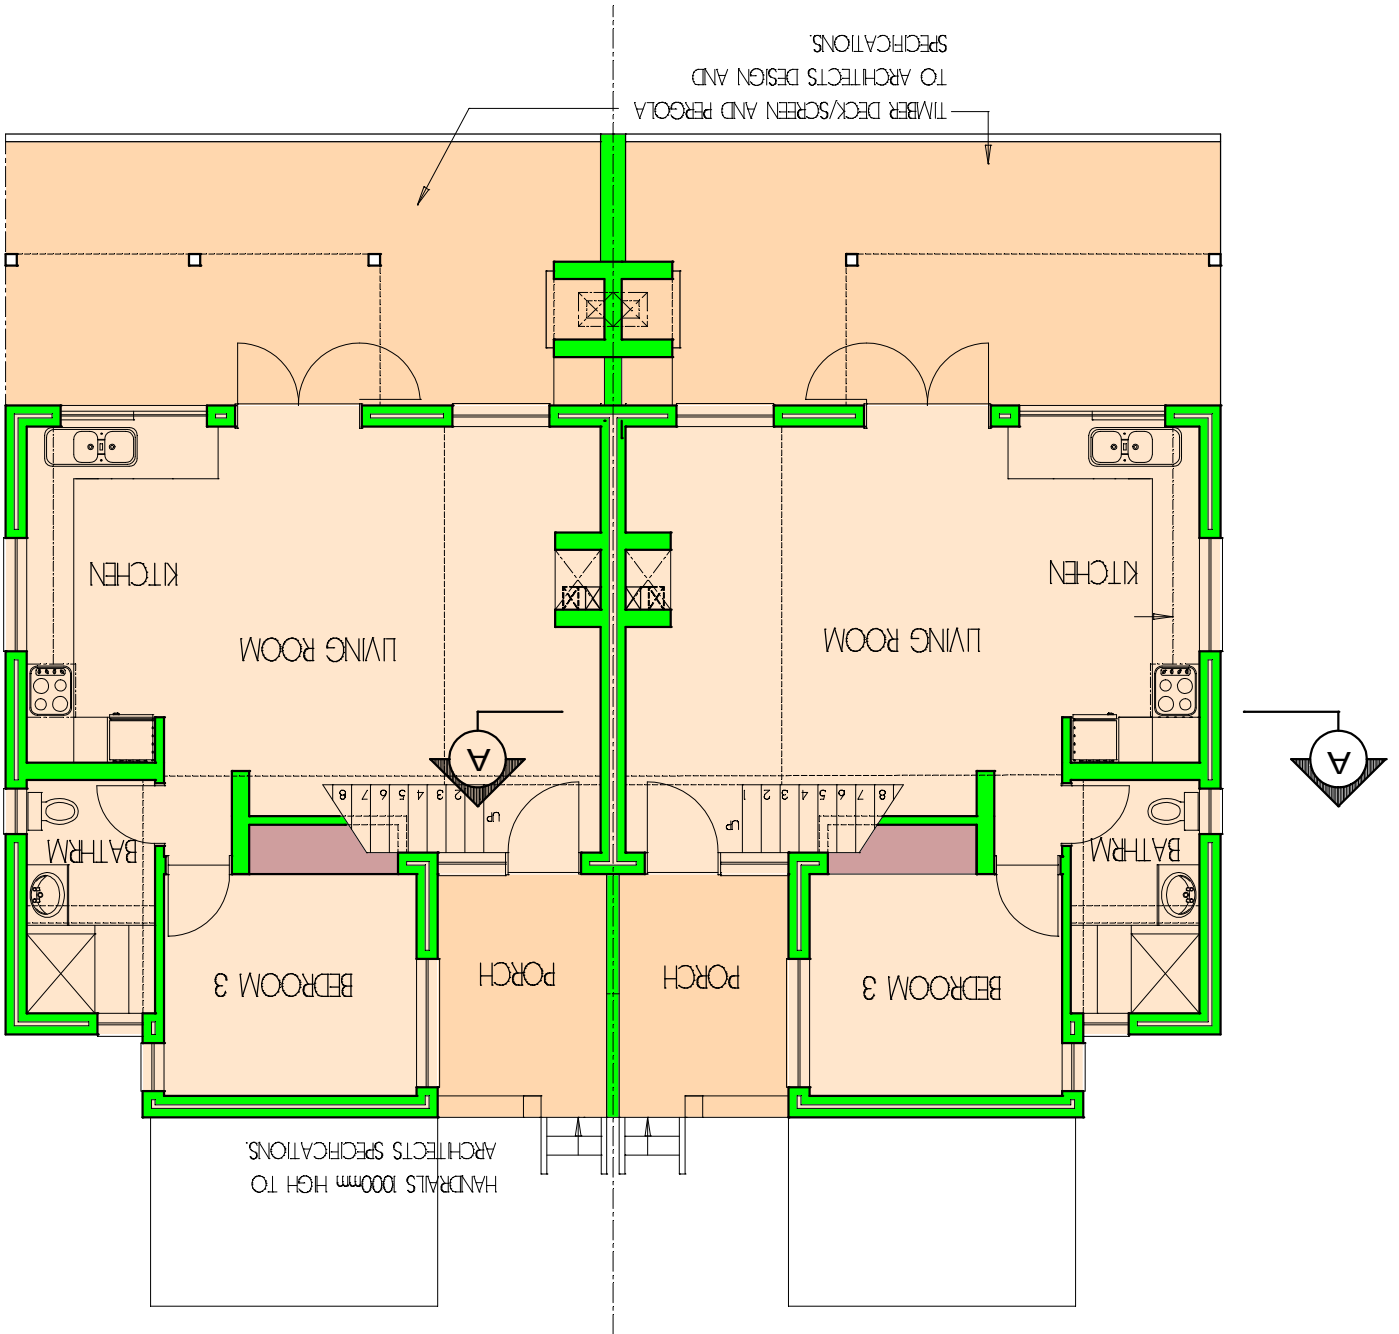 TIMBER DECK/SCREEN AND PERGOLA
TO ARCHITECTS DESIGN AND
SPECIFICATIONS.
KITCHEN
LIVING ROOM
LIVING ROOM
KITCHEN
A
A
8 7 6 5 4 3 2
UP
1 2 3 4 5 6 7 8
UP
BATHRM
BATHRM
BEDROOM 3
PORCH
PORCH
BEDROOM 3
HANDRAILS 1000mm HIGH TO
ARCHITECTS SPECIFICATIONS.